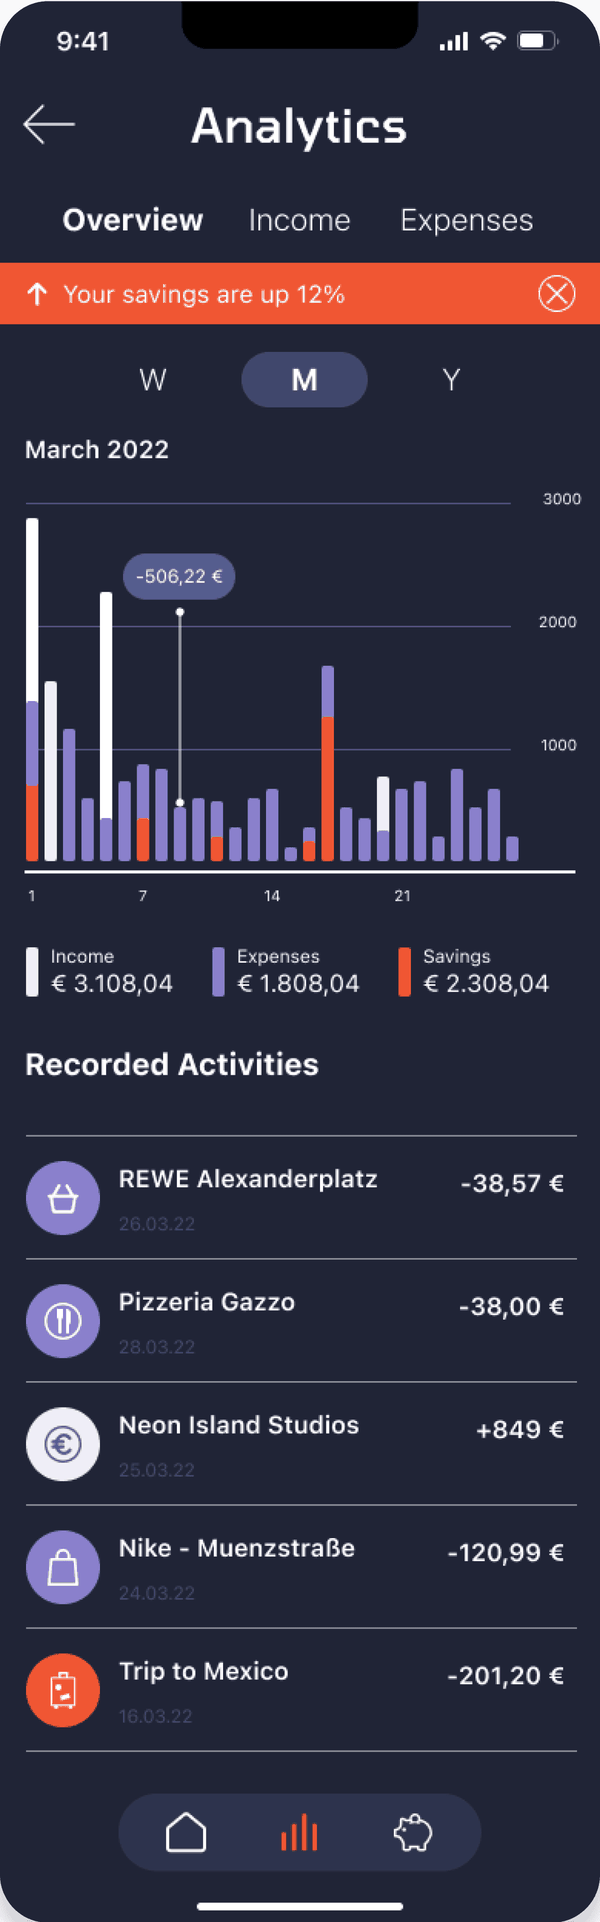 9:41
Analytics
Overview Income Expenses
Your savings are up 12%
W M Y
March 2022
3000
-506,22 €
2000
1000
1 7 14 21
Income Expenses Savings
€ 3.108,04 € 1.808,04 € 2.308,04
Recorded Activities
REWE Alexanderplatz -38,57 €
26.03.22
Pizzeria Gazzo -38,00 €
28.03.22
Neon Island Studios +849 €
25.03.22
Nike - Muenzstraße -120,99 €
24.03.22
Trip to Mexico -201,20 €
16.03.22